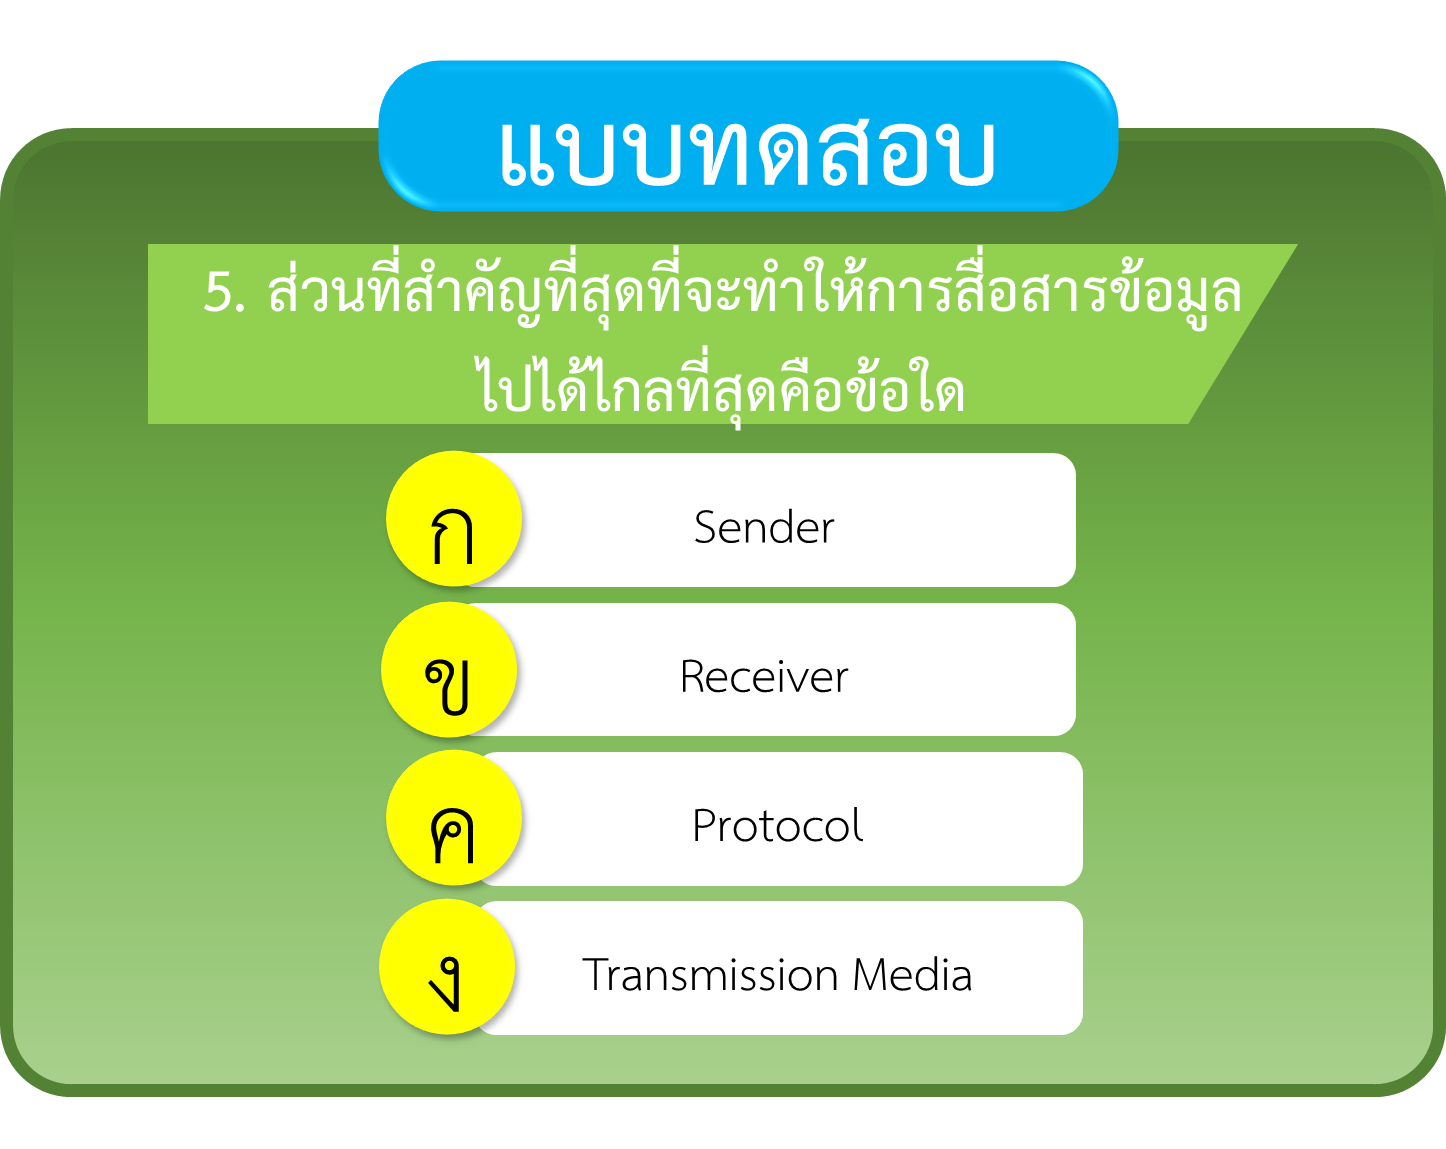 แบบทดสอบ
5. ส่วนที่สำคัญที่สุดที่จะทำให้การสื่อสารข้อมูล
ไปได้ไกลที่สุดคือข้อใด
ก Sender
ข Receiver
ค Protocol
ง Transmission Media